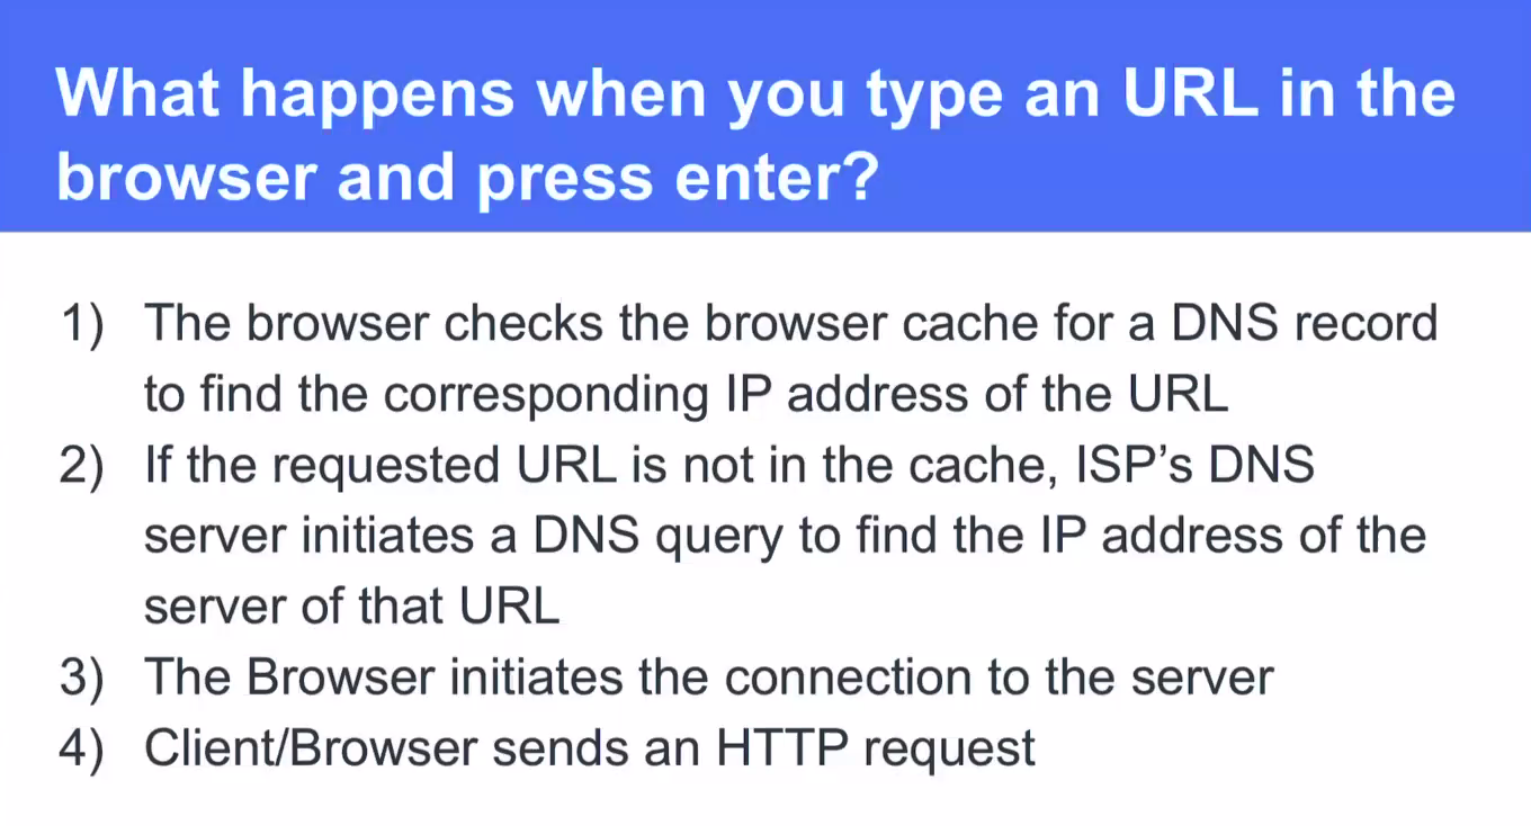 What happens when you type an URL in the
browser and press enter?
1) The browser checks the browser cache for a DNS record
to find the corresponding IP address of the URL
2) If the requested URL is not in the cache, ISP’s DNS
server initiates a DNS query to find the IP address of the
server of that URL
3) The Browser initiates the connection to the server
4) Client/Browser sends an HTTP request